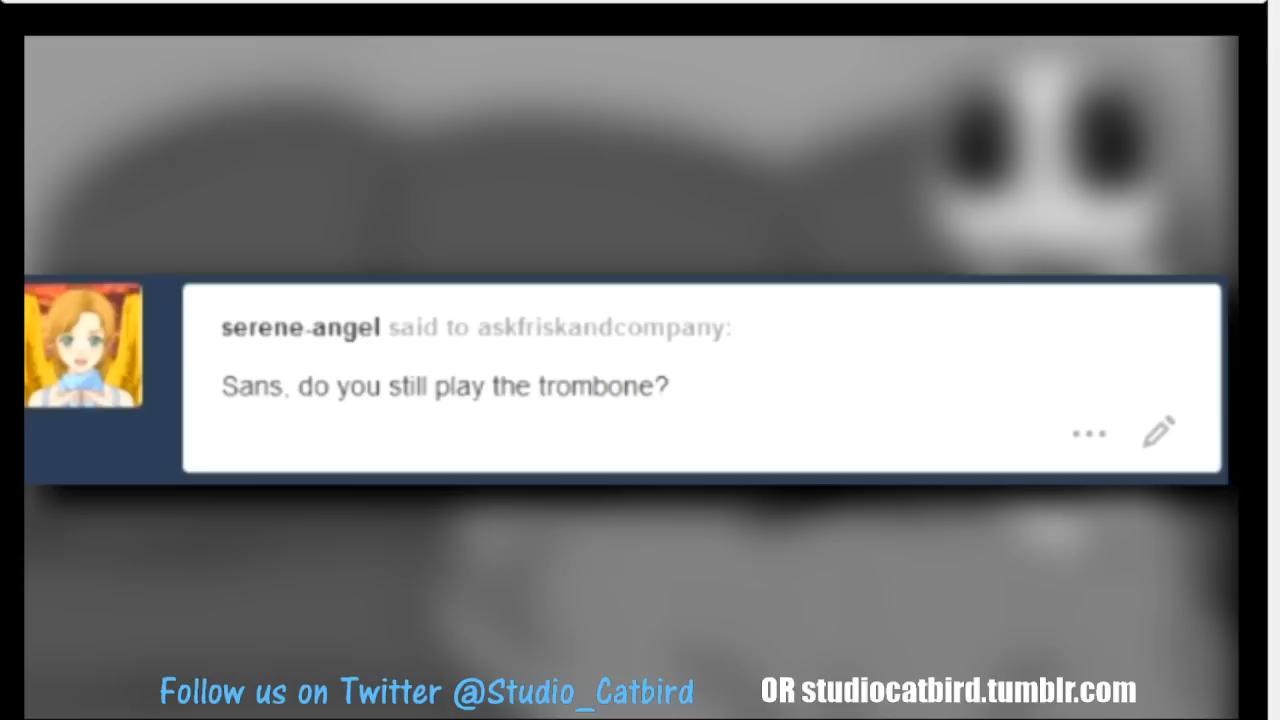 serene-angel said to askfriskandcompany:
Sans, do you still play the trombone?
Follow us on Twitter @Studio_Catbird OR studiocatbird.tumblr.com